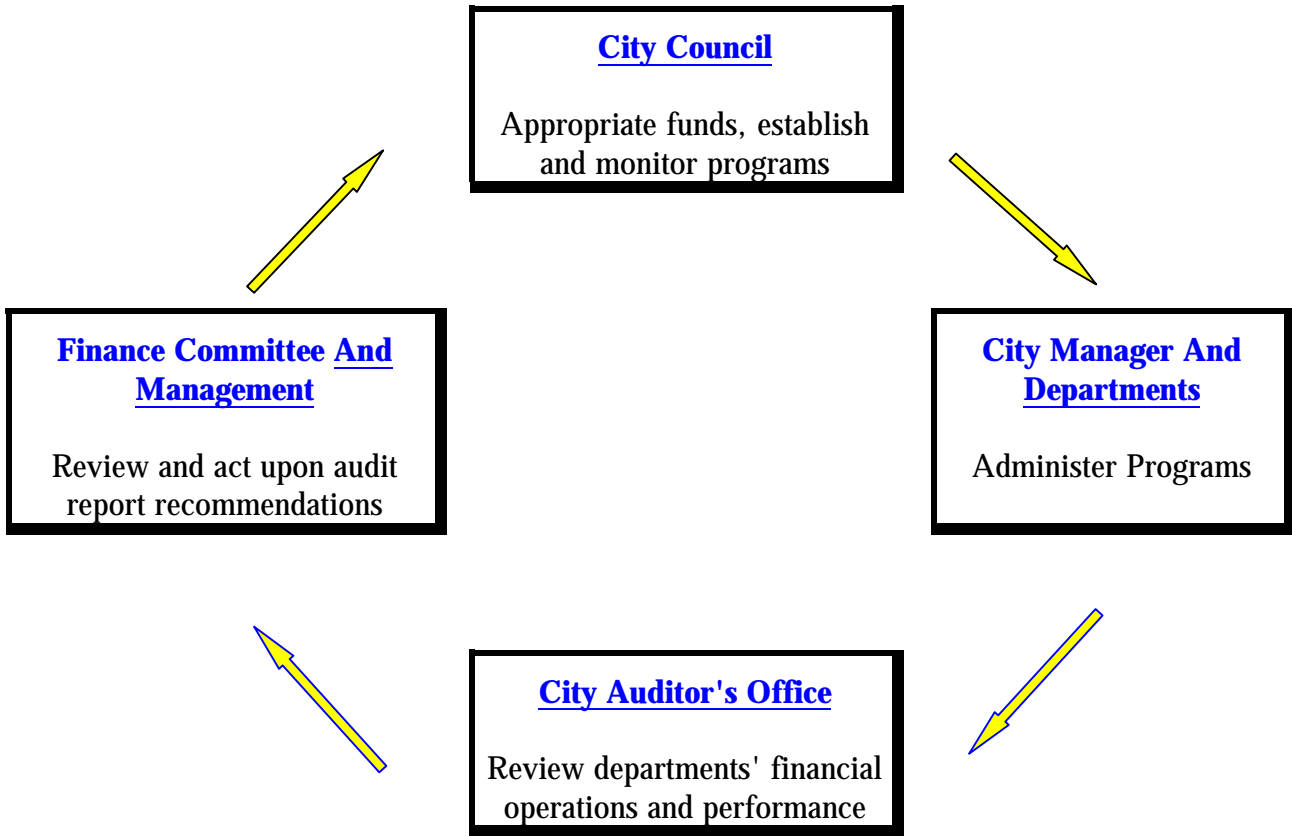 City Council
Appropriate funds, establish
and monitor programs
Finance Committee And
Management
Review and act upon audit
report recommendations
City Manager And
Departments
Administer Programs
City Auditor's Office
Review departments' financial
operations and performance